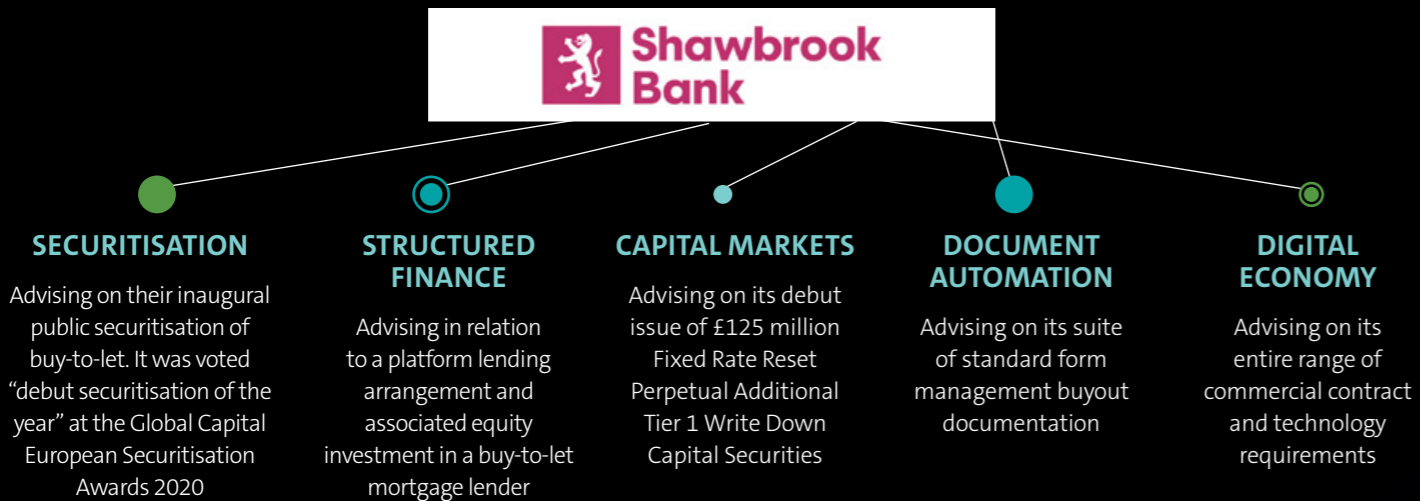 Shawbrook
Bank
SECURITISATION
Advising on their inaugural
public securitisation of
buy-to-let. It was voted
“debut securitisation of the
year” at the Global Capital
European Securitisation
Awards 2020
STRUCTURED
FINANCE
Advising in relation
to a platform lending
arrangement and
associated equity
investment in a buy-to-let
mortgage lender
CAPITAL MARKETS
Advising on its debut
issue of £125 million
Fixed Rate Reset
Perpetual Additional
Tier 1 Write Down
Capital Securities
DOCUMENT
AUTOMATION
Advising on its suite
of standard form
management buyout
documentation
DIGITAL
ECONOMY
Advising on its
entire range of
commercial contract
and technology
requirements